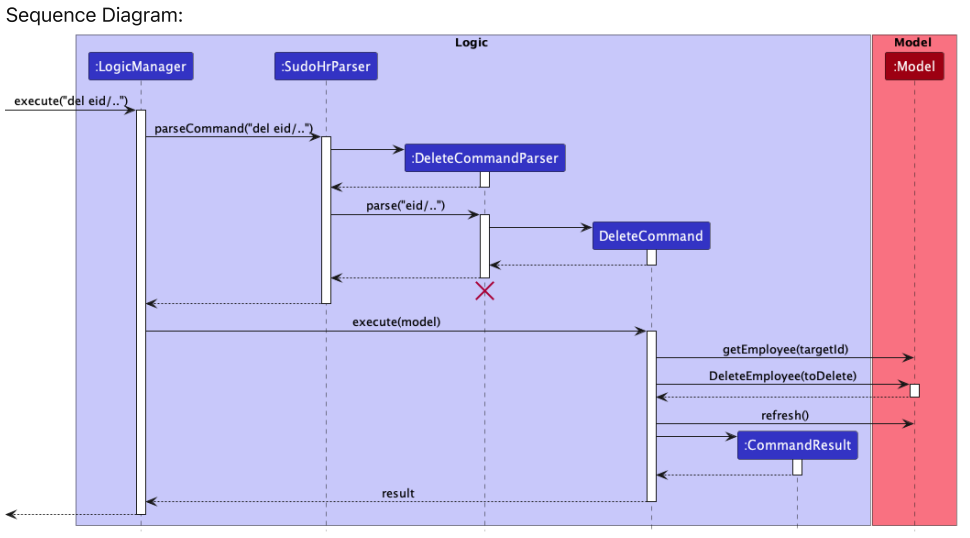 Sequence Diagram:
Logic
Model
:LogicManager
:SudoHrParser
:Model
execute("del eid/..")
parseCommand("del eid/..")
:DeleteCommandParser
parse("eid/..")
DeleteCommand
execute(model)
getEmployee(targetId)
DeleteEmployee(toDelete)
refresh()
:CommandResult
result